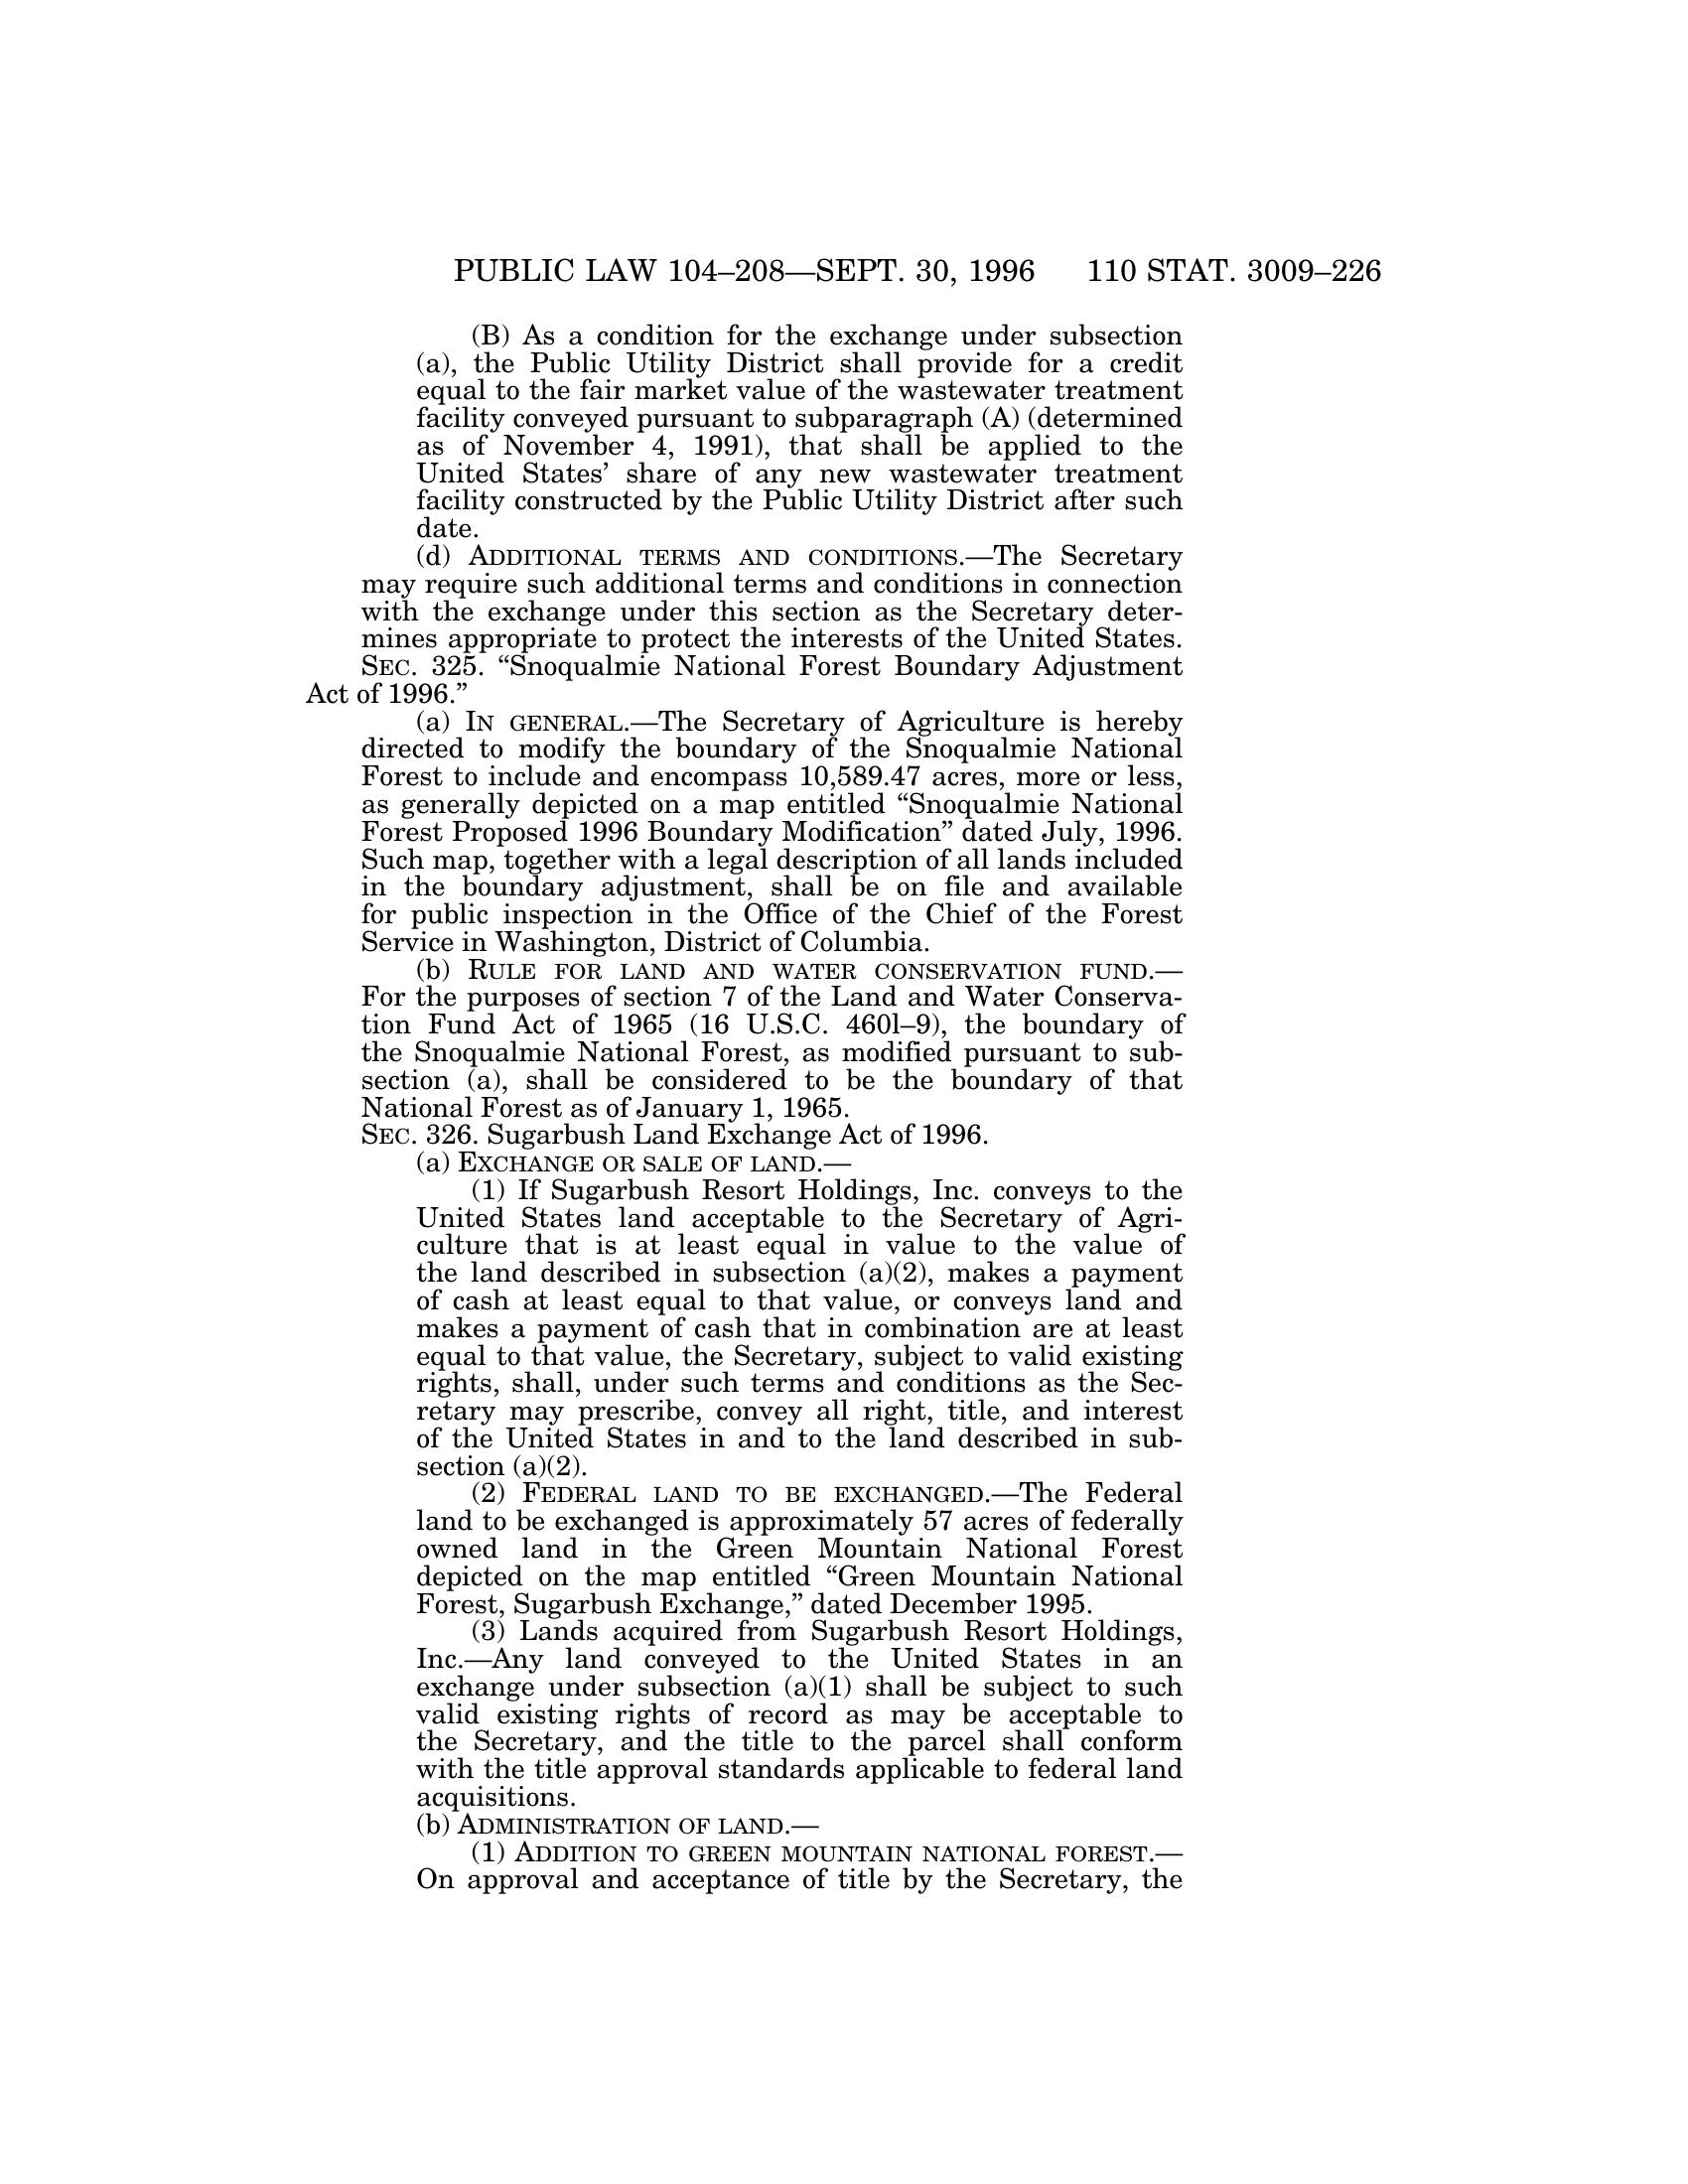 PUBLIC LAW 104–208—SEPT. 30, 1996 110 STAT. 3009–226
(B) As a condition for the exchange under subsection
(a), the Public Utility District shall provide for a credit
equal to the fair market value of the wastewater treatment
facility conveyed pursuant to subparagraph (A) (determined
as of November 4, 1991), that shall be applied to the
United States’ share of any new wastewater treatment
facility constructed by the Public Utility District after such
date.
(d) ADDITIONAL TERMS AND CONDITIONS.—The Secretary
may require such additional terms and conditions in connection
with the exchange under this section as the Secretary deter-
mines appropriate to protect the interests of the United States.
SEC. 325. “Snoqualmie National Forest Boundary Adjustment
Act of 1996.”
(a) IN GENERAL.—The Secretary of Agriculture is hereby
directed to modify the boundary of the Snoqualmie National
Forest to include and encompass 10,589.47 acres, more or less,
as generally depicted on a map entitled “Snoqualmie National
Forest Proposed 1996 Boundary Modification” dated July, 1996.
Such map, together with a legal description of all lands included
in the boundary adjustment, shall be on file and available
for public inspection in the Office of the Chief of the Forest
Service in Washington, District of Columbia.
(b) RULE FOR LAND AND WATER CONSERVATION FUND.—
For the purposes of section 7 of the Land and Water Conserva-
tion Fund Act of 1965 (16 U.S.C. 460l–9), the boundary of
the Snoqualmie National Forest, as modified pursuant to sub-
section (a), shall be considered to be the boundary of that
National Forest as of January 1, 1965.
SEC. 326. Sugarbush Land Exchange Act of 1996.
(a) EXCHANGE OR SALE OF LAND.—
(1) If Sugarbush Resort Holdings, Inc. conveys to the
United States land acceptable to the Secretary of Agri-
culture that is at least equal in value to the value of
the land described in subsection (a)(2), makes a payment
of cash at least equal to that value, or conveys land and
makes a payment of cash that in combination are at least
equal to that value, the Secretary, subject to valid existing
rights, shall, under such terms and conditions as the Sec-
retary may prescribe, convey all right, title, and interest
of the United States in and to the land described in sub-
section (a)(2).
(2) FEDERAL LAND TO BE EXCHANGED.—The Federal
land to be exchanged is approximately 57 acres of federally
owned land in the Green Mountain National Forest
depicted on the map entitled “Green Mountain National
Forest, Sugarbush Exchange,” dated December 1995.
(3) Lands acquired from Sugarbush Resort Holdings,
Inc.—Any land conveyed to the United States in an
exchange under subsection (a)(1) shall be subject to such
valid existing rights of record as may be acceptable to
the Secretary, and the title to the parcel shall conform
with the title approval standards applicable to federal land
acquisitions.
(b) ADMINISTRATION OF LAND.—
(1) ADDITION TO GREEN MOUNTAIN NATIONAL FOREST.—
On approval and acceptance of title by the Secretary, the